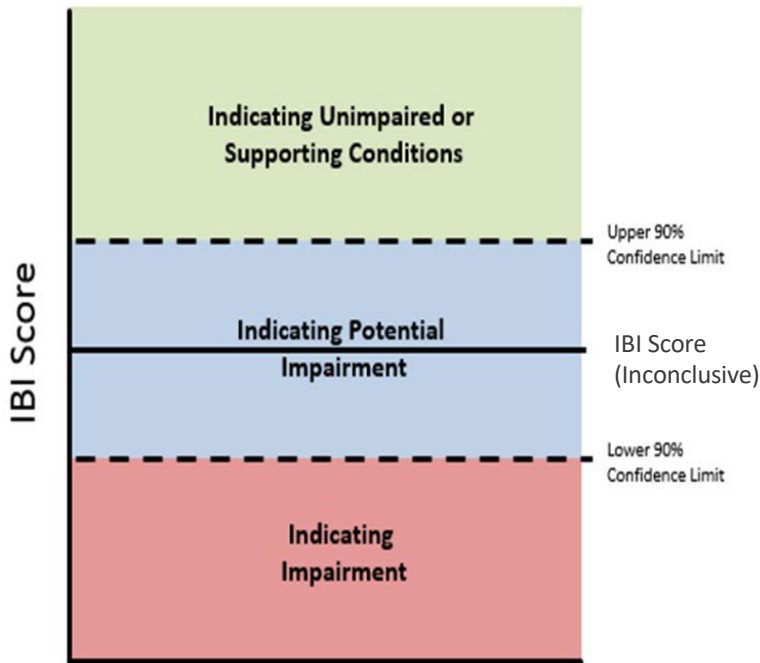 Indicating Unimpaired or
Supporting Conditions
Upper 90%
Confidence Limit
IBI Score
Indicating Potential
Impairment
IBI Score
(Inconclusive)
Lower 90%
Confidence Limit
Indicating
Impairment